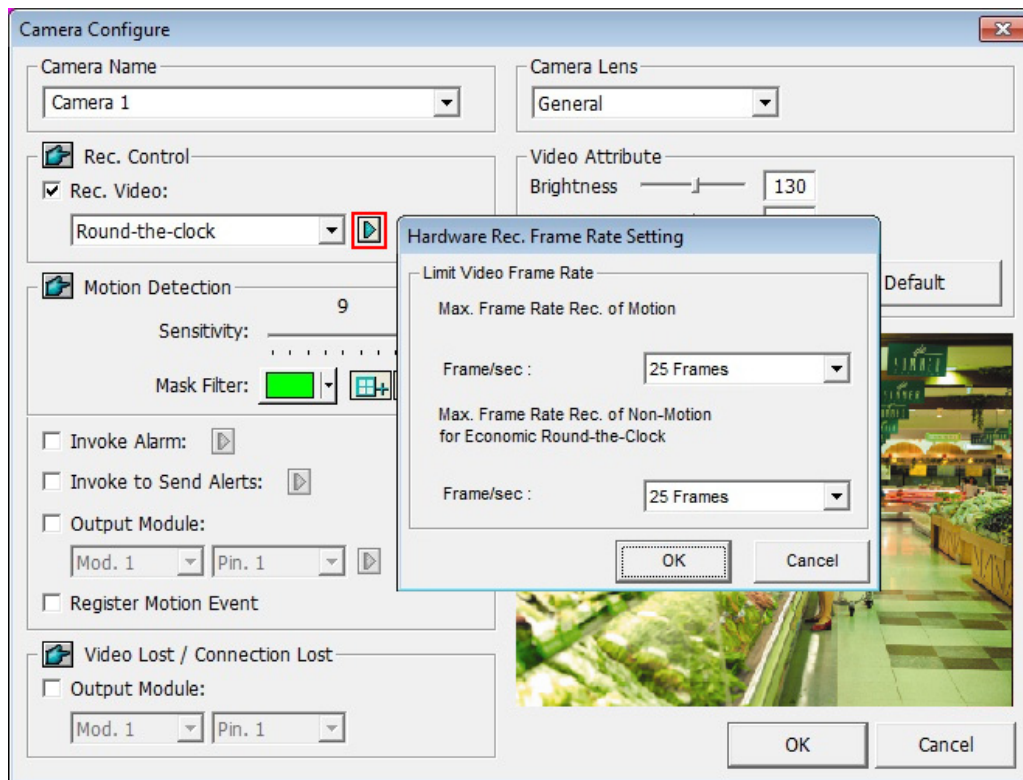 Camera Configure
Camera Name
Camera 1
Camera Lens
General
Rec. Control
Rec. Video:
Round-the-clock
Video Attribute
Brightness
130
Default
Motion Detection
9
Sensitivity:
Mask Filter:
Invoke Alarm:
Invoke to Send Alerts:
Output Module:
Mod. 1
Pin. 1
Register Motion Event
Video Lost / Connection Lost
Output Module:
Mod. 1
Pin. 1
Hardware Rec. Frame Rate Setting
Limit Video Frame Rate
Max. Frame Rate Rec. of Motion
Frame/sec :
25 Frames
Max. Frame Rate Rec. of Non-Motion
for Economic Round-the-Clock
Frame/sec :
25 Frames
OK
Cancel
OK
Cancel